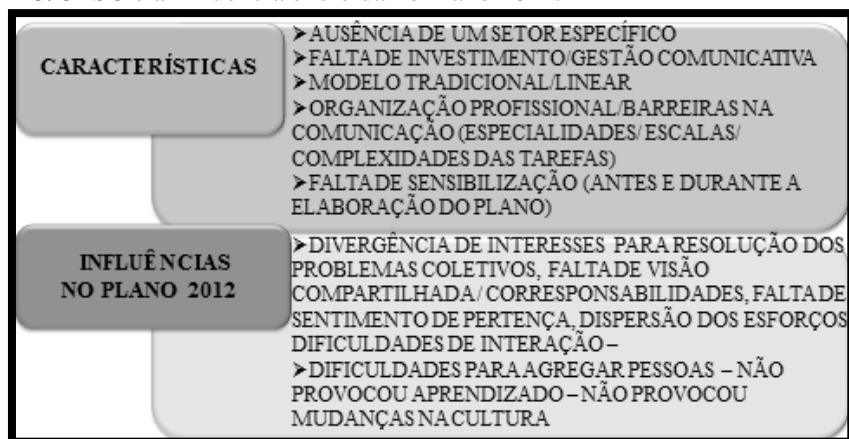 CARACTERÍSTICAS
➢AUSÊNCIA DE UM SETOR ESPECÍFICO
➢FALTA DE INVESTIMENTO/GESTÃO COMUNICATIVA
➢MODELO TRADICIONAL/LINEAR
➢ORGANIZAÇÃO PROFISSIONAL/BARREIRAS NA
COMUNICAÇÃO (ESPECIALIDADES/ ESCALAS/
COMPLEXIDADES DAS TAREFAS)
➢FALTA DE SENSIBILIZAÇÃO (ANTES E DURANTE A
ELABORAÇÃO DO PLANO)
INFLUÊNCIAS
NO PLANO 2012
➢DIVERGÊNCIA DE INTERESSES PARA RESOLUÇÃO DOS
PROBLEMAS COLETIVOS, FALTA DE VISÃO
COMPARTILHADA/ CORRESPONSABILIDADES, FALTA DE
SENTIMENTO DE PERTENÇA, DISPERSÃO DOS ESFORÇOS
DIFICULDADES DE INTERAÇÃO –
➢DIFICULDADES PARA AGREGAR PESSOAS – NÃO
PROVOCOU APRENDIZADO – NÃO PROVOCOU
MUDANÇAS NA CULTURA